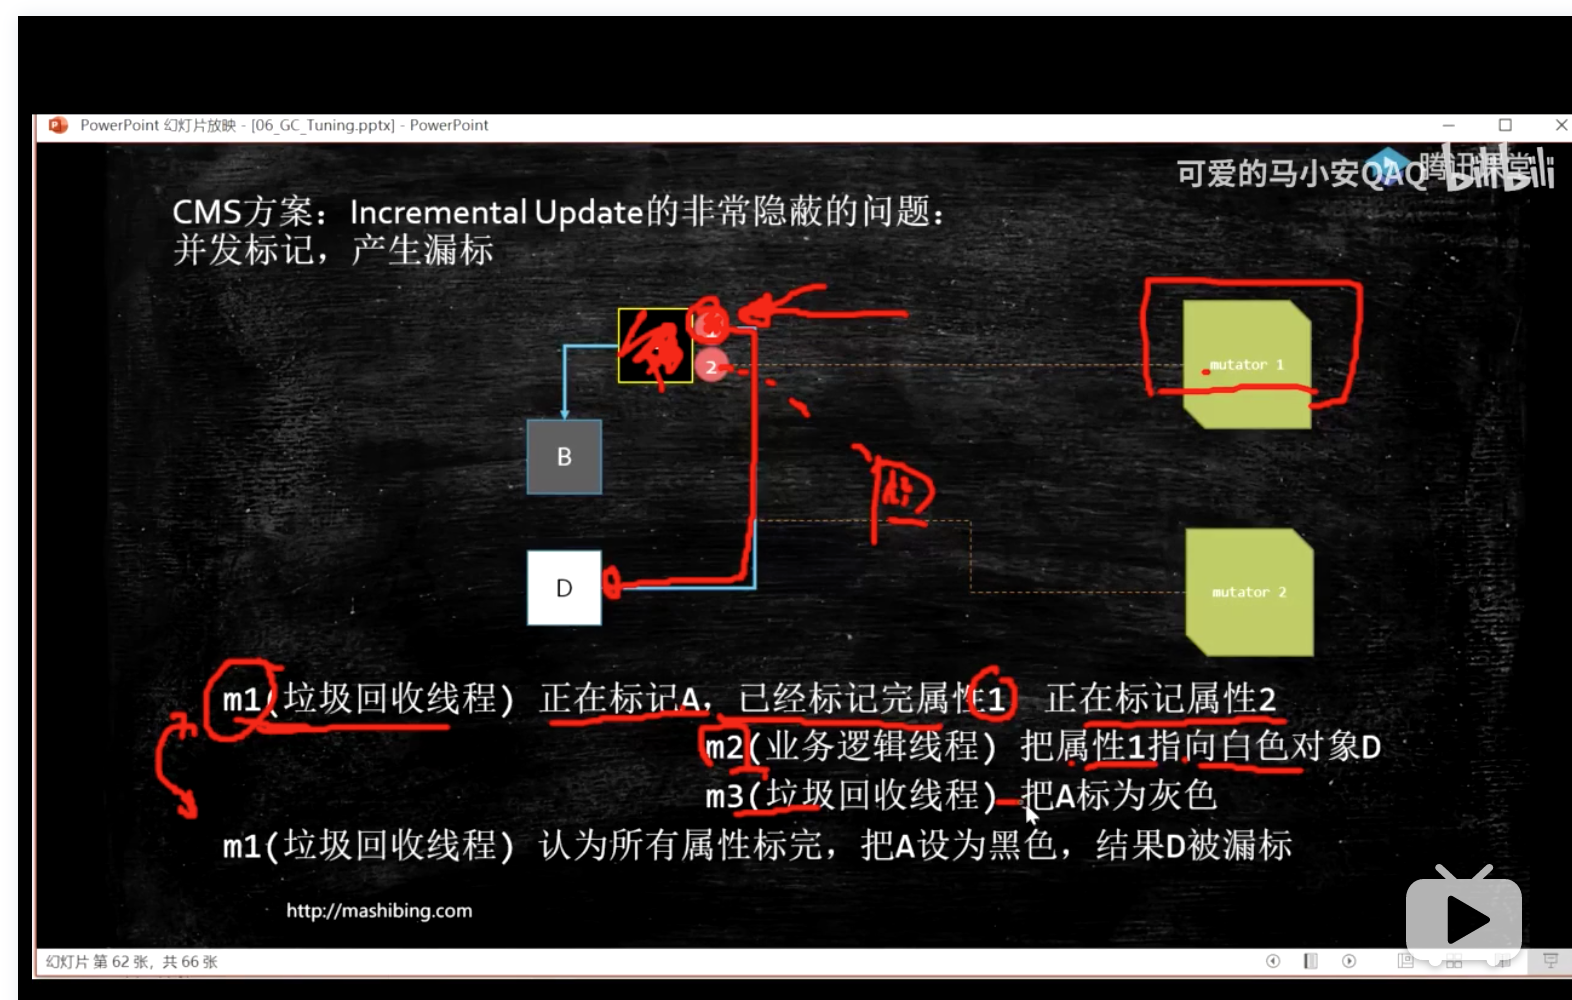 PowerPoint 幻灯片放映 - [06_GC_Tuning.pptx] - PowerPoint
可爱的马小安QAQ
腾讯课堂
bilibili
CMS方案：Incremental Update的非常隐蔽的问题：
并发标记，产生漏标
2
mutator 1
B
D
mutator 2
m1(垃圾回收线程) 正在标记A，已经标记完属性1 正在标记属性2
m2(业务逻辑线程) 把属性1指向白色对象D
m3(垃圾回收线程) 把A标为灰色
m1(垃圾回收线程) 认为所有属性标完，把A设为黑色，结果D被漏标
http://mashibing.com
幻灯片 第 62 张，共 66 张